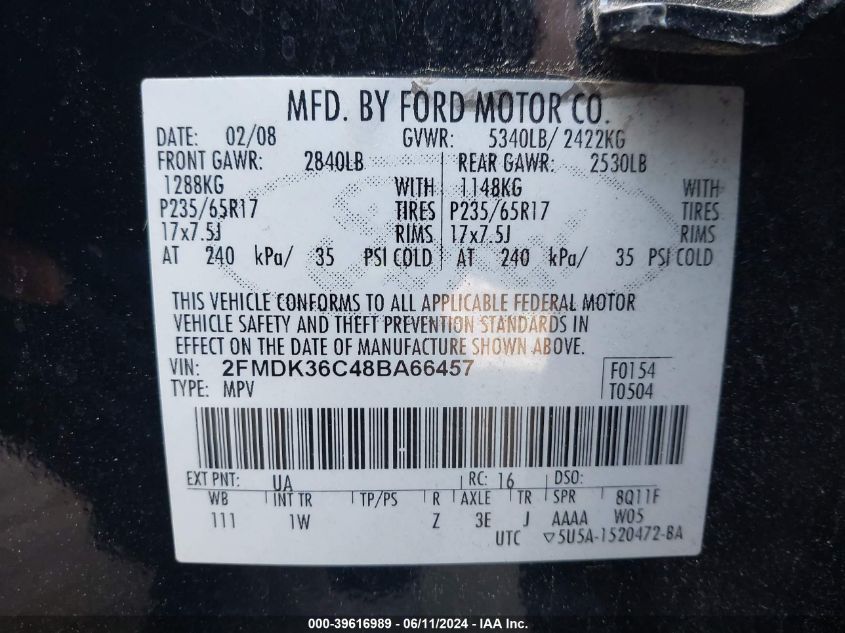 MFD. BY FORD MOTOR CO.
DATE: 02/08 GVWR: 5340LB/ 2422KG
FRONT GAWR: 2840LB REAR GAWR: 2530LB
1288KG WITH 1148KG WITH
P235/65R17 TIRES P235/65R17 TIRES
17x7.5J RIMS 17x7.5J RIMS
AT 240 kPa/ 35 PSI COLD AT 240 kPa/ 35 PSI COLD
THIS VEHICLE CONFORMS TO ALL APPLICABLE FEDERAL MOTOR
VEHICLE SAFETY AND THEFT PREVENTION STANDARDS IN
EFFECT ON THE DATE OF MANUFACTURE SHOWN ABOVE.
VIN: 2FMDK36C48BA66457 F0154
TYPE: MPV T0504
EXT PNT: UA RC: 16 DSO:
WB INT TR TP/PS R AXLE TR SPR 8Q11F
111 1W Z 3E J AAAA W05
UTC ▽5U5A-1520472-BA
000-39616989 - 06/11/2024 - IAA Inc.